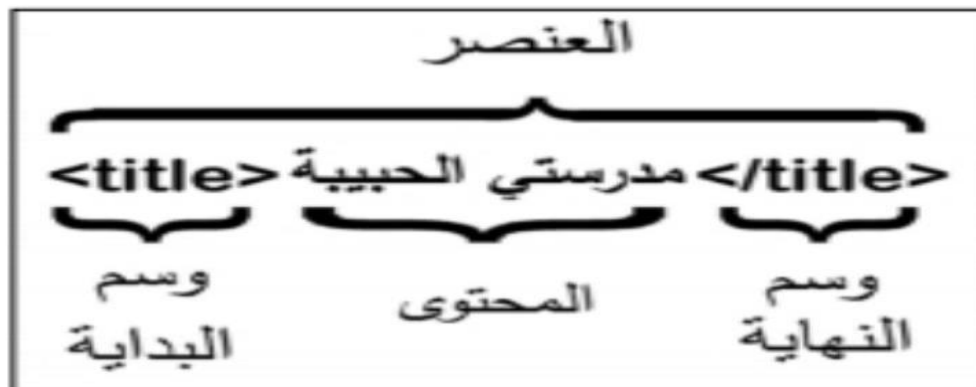 العنصر
<title> مدرستي الحبيبة </title>
وسم البداية
المحتوى
وسم النهاية